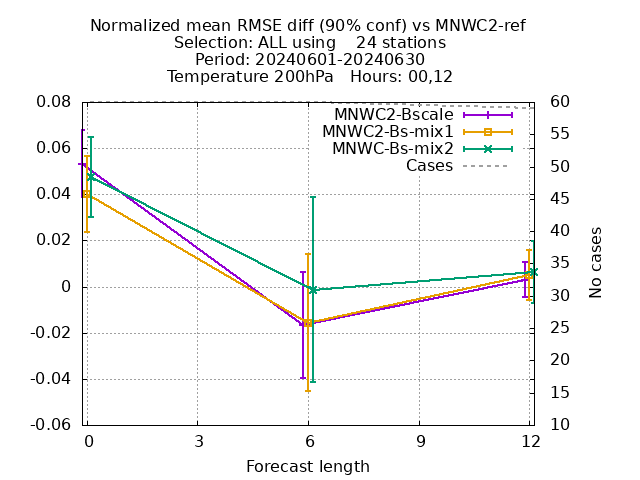 Normalized mean RMSE diff (90% conf) vs MNWC2-ref
Selection: ALL using    24 stations
Period: 20240601-20240630
Temperature 200hPa   Hours: 00,12
MNWC2-Bscale
MNWC2-Bs-mix1
MNWC-Bs-mix2
Cases
0.08
0.06
0.04
0.02
0
-0.02
-0.04
-0.06
60
55
50
45
40
35
30
25
20
15
10
No cases
0
3
6
9
12
Forecast length